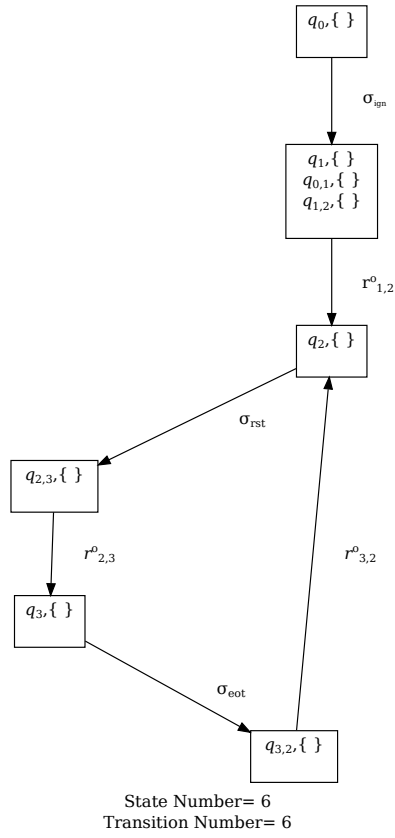 q₀,{ }
σᵢgₙ
q₁,{ }
q₀,₁,{ }
q₁,₂,{ }
rᵒ₁,₂
q₂,{ }
σrst
q₂,₃,{ }
rᵒ₂,₃
rᵒ₃,₂
q₃,{ }
σeot
q₃,₂,{ }
State Number= 6
Transition Number= 6